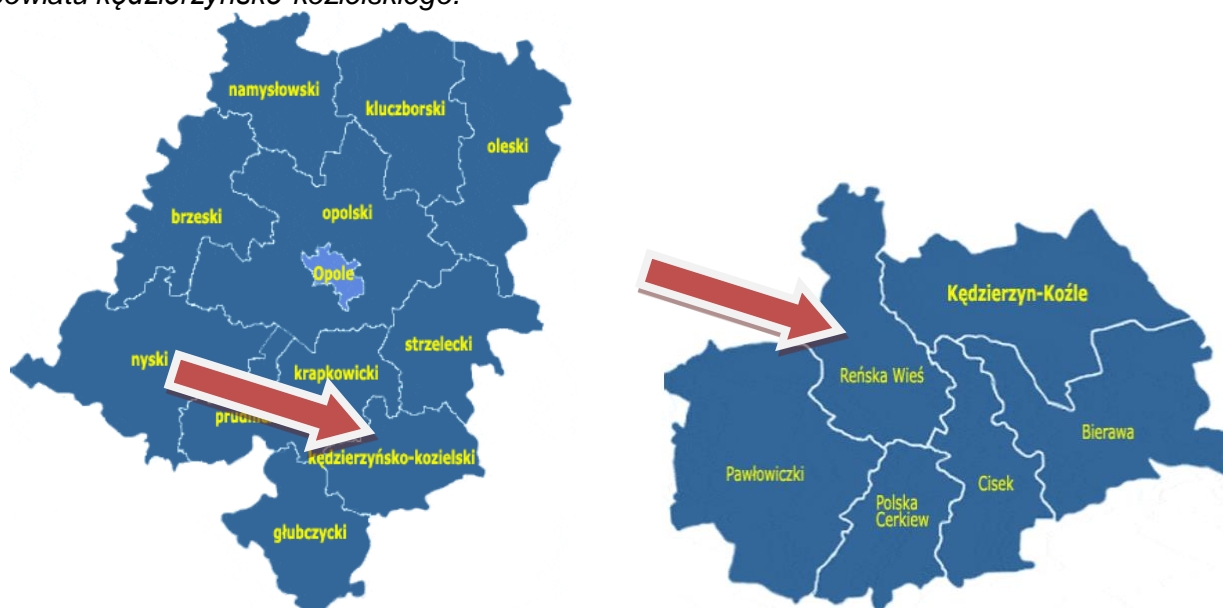 powiatu kędzierzyńsko-kozielskiego.
namysłowski
kluczborski
oleski
brzeski
opolski
Opole
nyski
strzelecki
krapkowicki
kędzierzyńsko-kozielski
głubczycki
Kędzierzyn-Koźle
Reńska Wieś
Bierawa
Pawłowiczki
Cisek
Polska
Cerkiew